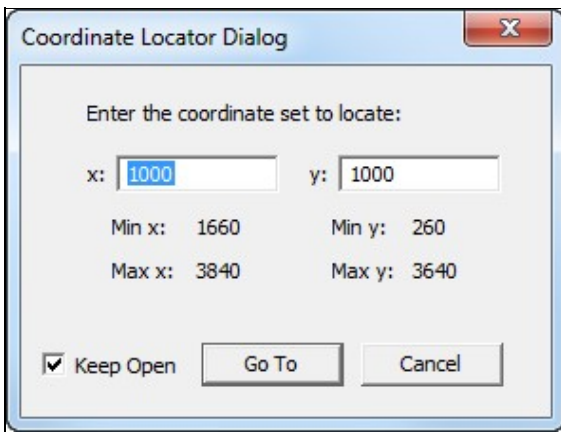 Coordinate Locator Dialog
Enter the coordinate set to locate:
x: 1000 y: 1000
Min x: 1660 Min y: 260
Max x: 3840 Max y: 3640
Keep Open Go To Cancel